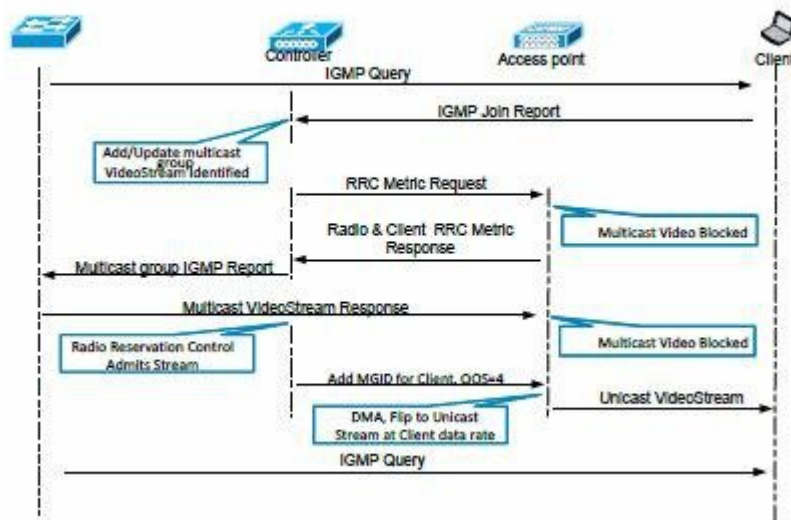 Controller
Access point
Client
IGMP Query
IGMP Join Report
Add/Update multicast
group
VideoStream Identified
RRC Metric Request
Multicast Video Blocked
Radio & Client RRC Metric
Response
Multicast group IGMP Report
Multicast VideoStream Response
Radio Reservation Control
Admits Stream
Multicast Video Blocked
Add MGID for Client, QOS=4
Unicast VideoStream
DMA, Flip to Unicast
Stream at Client data rate
IGMP Query